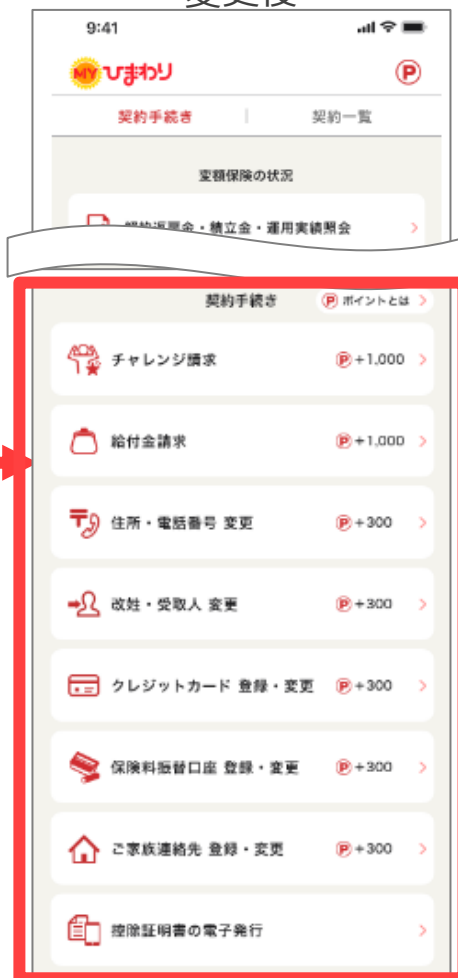 変更後
9:41
MY ひまわり
P
契約手続き
契約一覧
変額保険の状況
解約返戻金・積立金・運用実績照会
契約手続き P ポイントとは
チャレンジ請求 P+1,000
給付金請求 P+1,000
住所・電話番号 変更 P+300
改姓・受取人 変更 P+300
クレジットカード 登録・変更 P+300
保険料振替口座 登録・変更 P+300
ご家族連絡先 登録・変更 P+300
控除証明書の電子発行